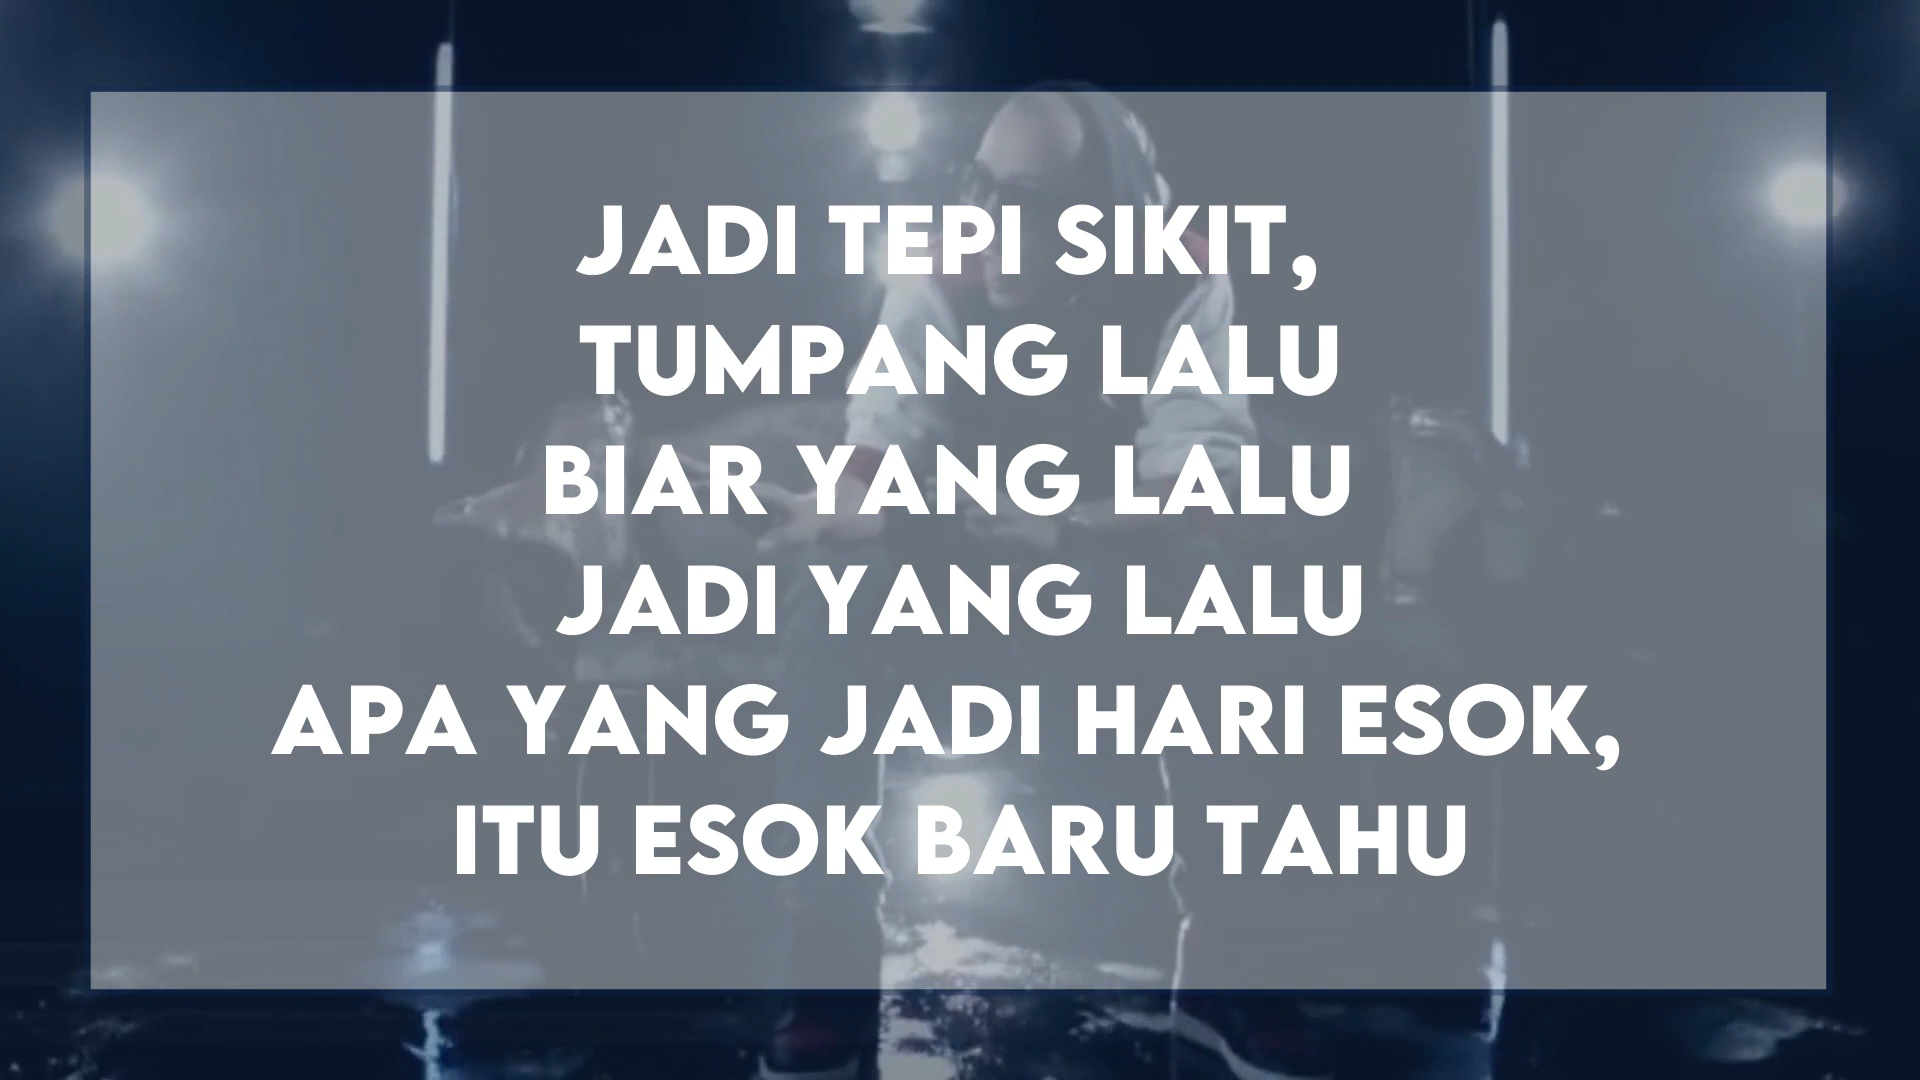 JADI TEPI SIKIT,
TUMPANG LALU
BIAR YANG LALU
JADI YANG LALU
APA YANG JADI HARI ESOK,
ITU ESOK BARU TAHU